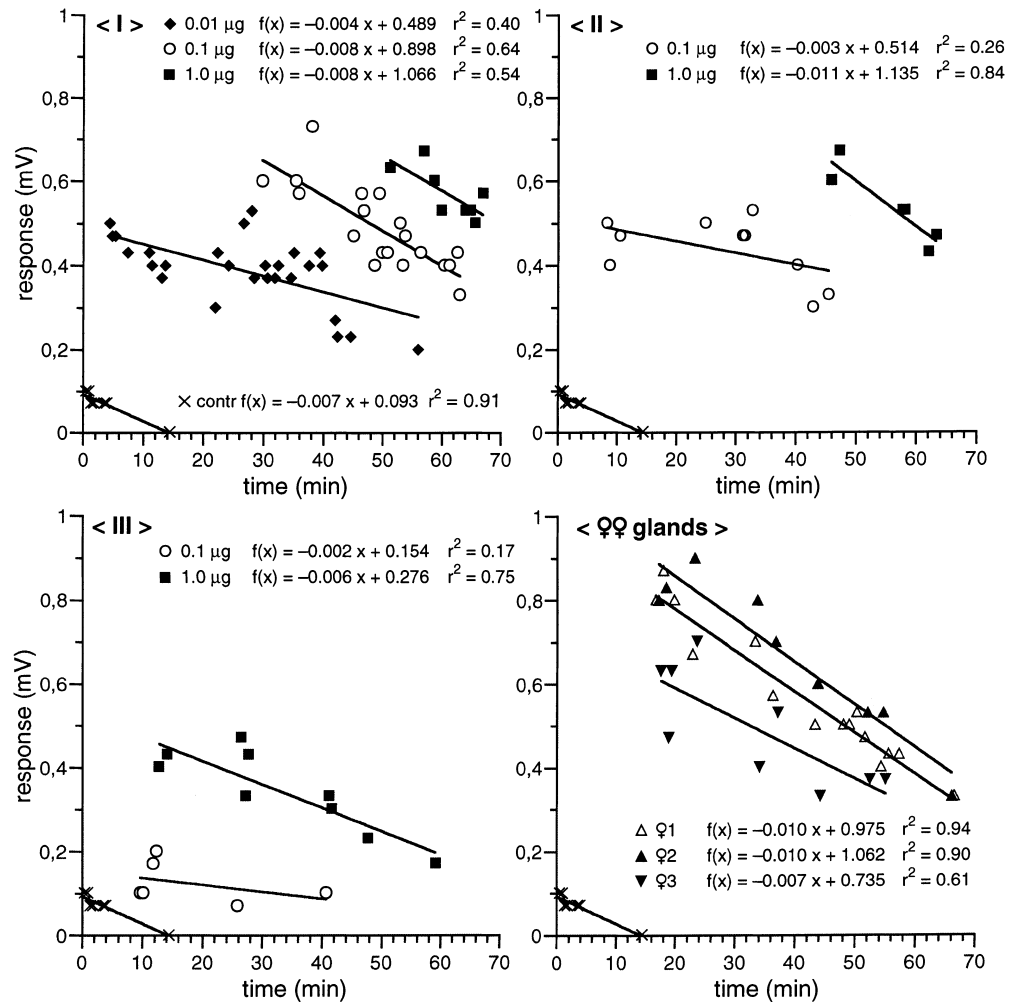 < I >
◆ 0.01 µg f(x) = –0.004 x + 0.489 r² = 0.40
○ 0.1 µg f(x) = –0.008 x + 0.898 r² = 0.64
■ 1.0 µg f(x) = –0.008 x + 1.066 r² = 0.54
1
0,8
0,6
0,4
0,2
0
response (mV)
× contr f(x) = –0.007 x + 0.093 r² = 0.91
0 10 20 30 40 50 60 70
time (min)
< II >
○ 0.1 µg f(x) = –0.003 x + 0.514 r² = 0.26
■ 1.0 µg f(x) = –0.011 x + 1.135 r² = 0.84
1
0,8
0,6
0,4
0,2
0
0 10 20 30 40 50 60 70
time (min)
< III >
○ 0.1 µg f(x) = –0.002 x + 0.154 r² = 0.17
■ 1.0 µg f(x) = –0.006 x + 0.276 r² = 0.75
1
0,8
0,6
0,4
0,2
0
response (mV)
0 10 20 30 40 50 60 70
time (min)
< ♀♀ glands >
1
0,8
0,6
0,4
0,2
0
△ ♀1 f(x) = –0.010 x + 0.975 r² = 0.94
▲ ♀2 f(x) = –0.010 x + 1.062 r² = 0.90
▼ ♀3 f(x) = –0.007 x + 0.735 r² = 0.61
0 10 20 30 40 50 60 70
time (min)